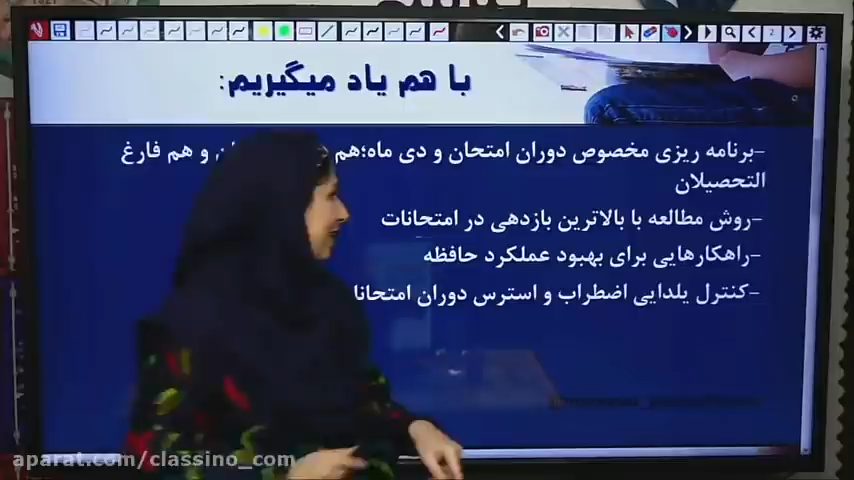 با هم یاد میگیریم:
-برنامه ریزی مخصوص دوران امتحان و دی ماه؛هم و هم فارغ
التحصیلان
-روش مطالعه با بالاترین بازدهی در امتحانات
-راهکارهایی برای بهبود عملکرد حافظه
-کنترل یلدایی اضطراب و استرس دوران
aparat.com/classino_com